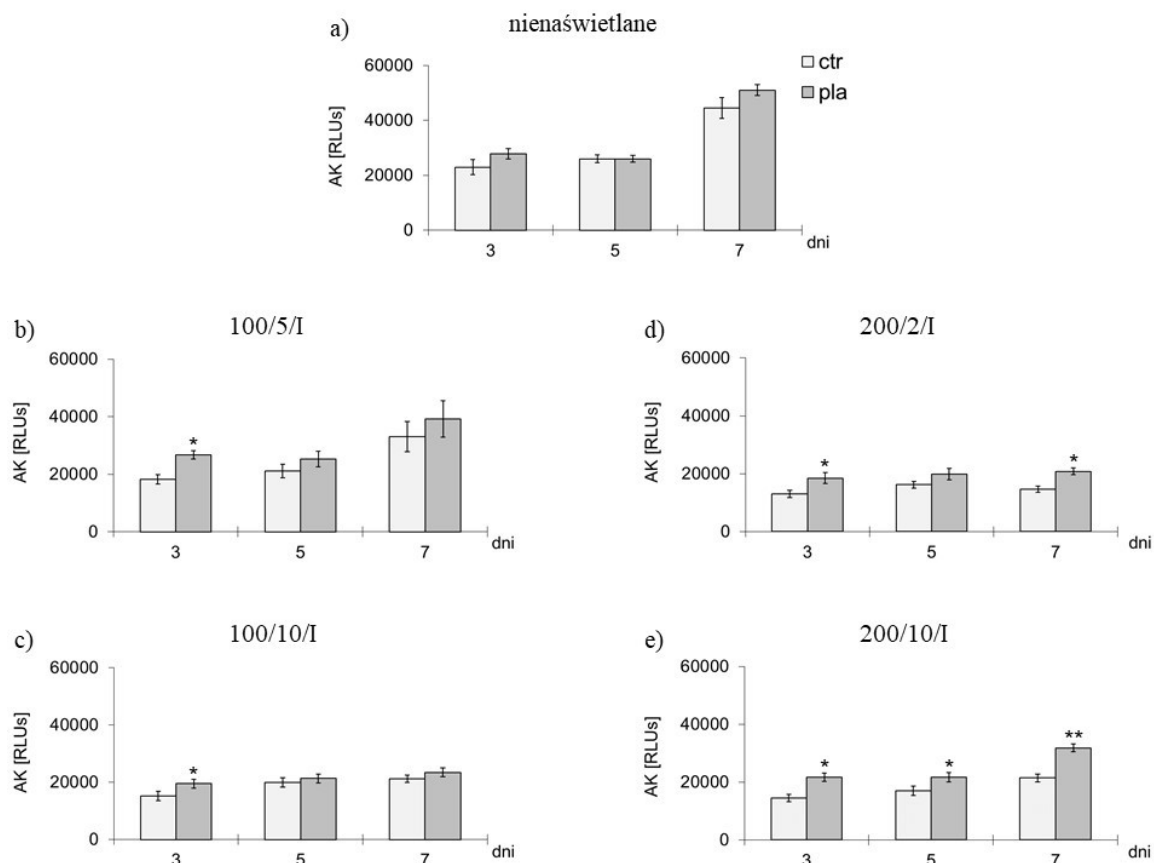 a) nienaświetlane
60000
40000
20000
0
AK [RLUs]
3 5 7 dni
ctr
pla
b) 100/5/I
60000
40000
20000
0
AK [RLUs]
*
3 5 7 dni
d) 200/2/I
60000
40000
20000
0
AK [RLUs]
* *
3 5 7 dni
c) 100/10/I
60000
40000
20000
0
AK [RLUs]
*
3 5 7 dni
e) 200/10/I
60000
40000
20000
0
AK [RLUs]
* * **
3 5 7 dni